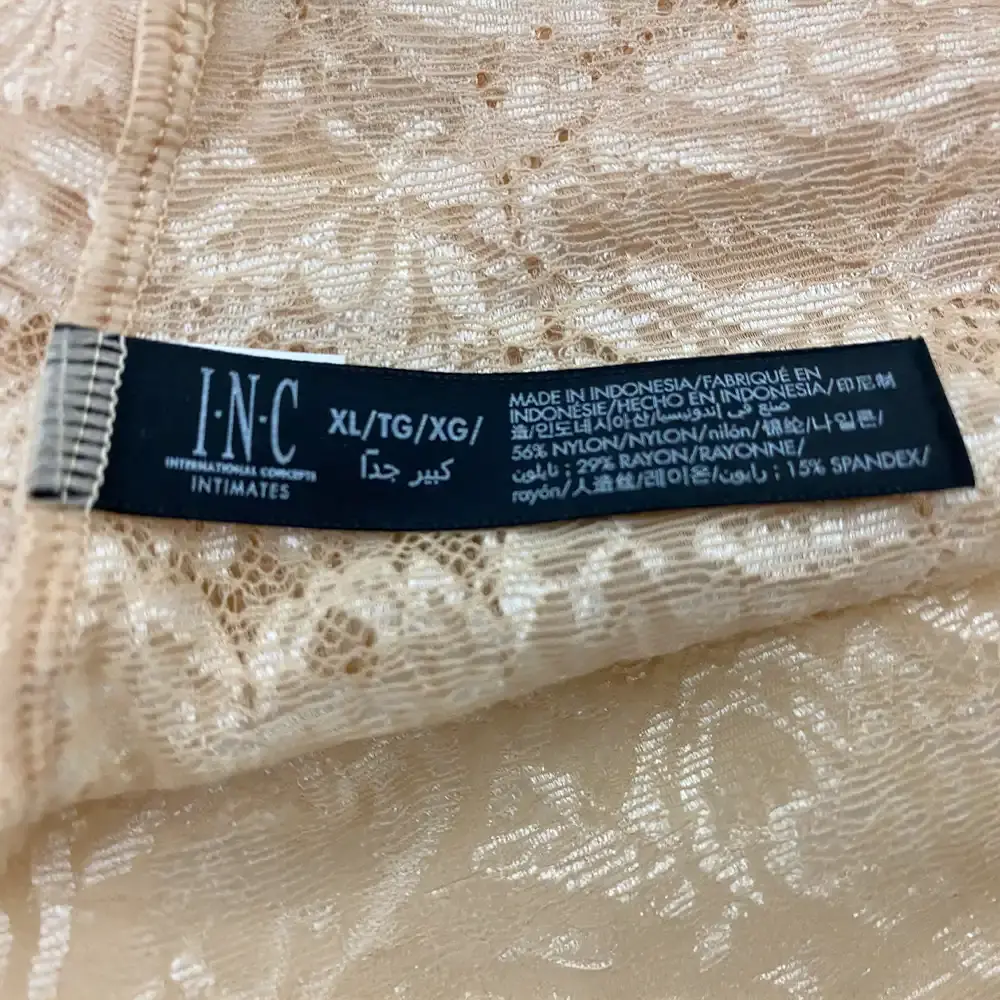 I·N·C
INTERNATIONAL CONCEPTS
INTIMATES
XL/TG/XG/
كبير جدآ
MADE IN INDONESIA/FABRIQUÉ EN
INDONÉSIE/HECHO EN INDONESIA/印尼制
造/인도네시아산/صنع في إندونيسيا
56% NYLON/NYLON/nilón/锦纶/나일론/
نايلون : 29% RAYON/RAYONNE/
rayón/人造丝/레이온/رايون : 15% SPANDEX/